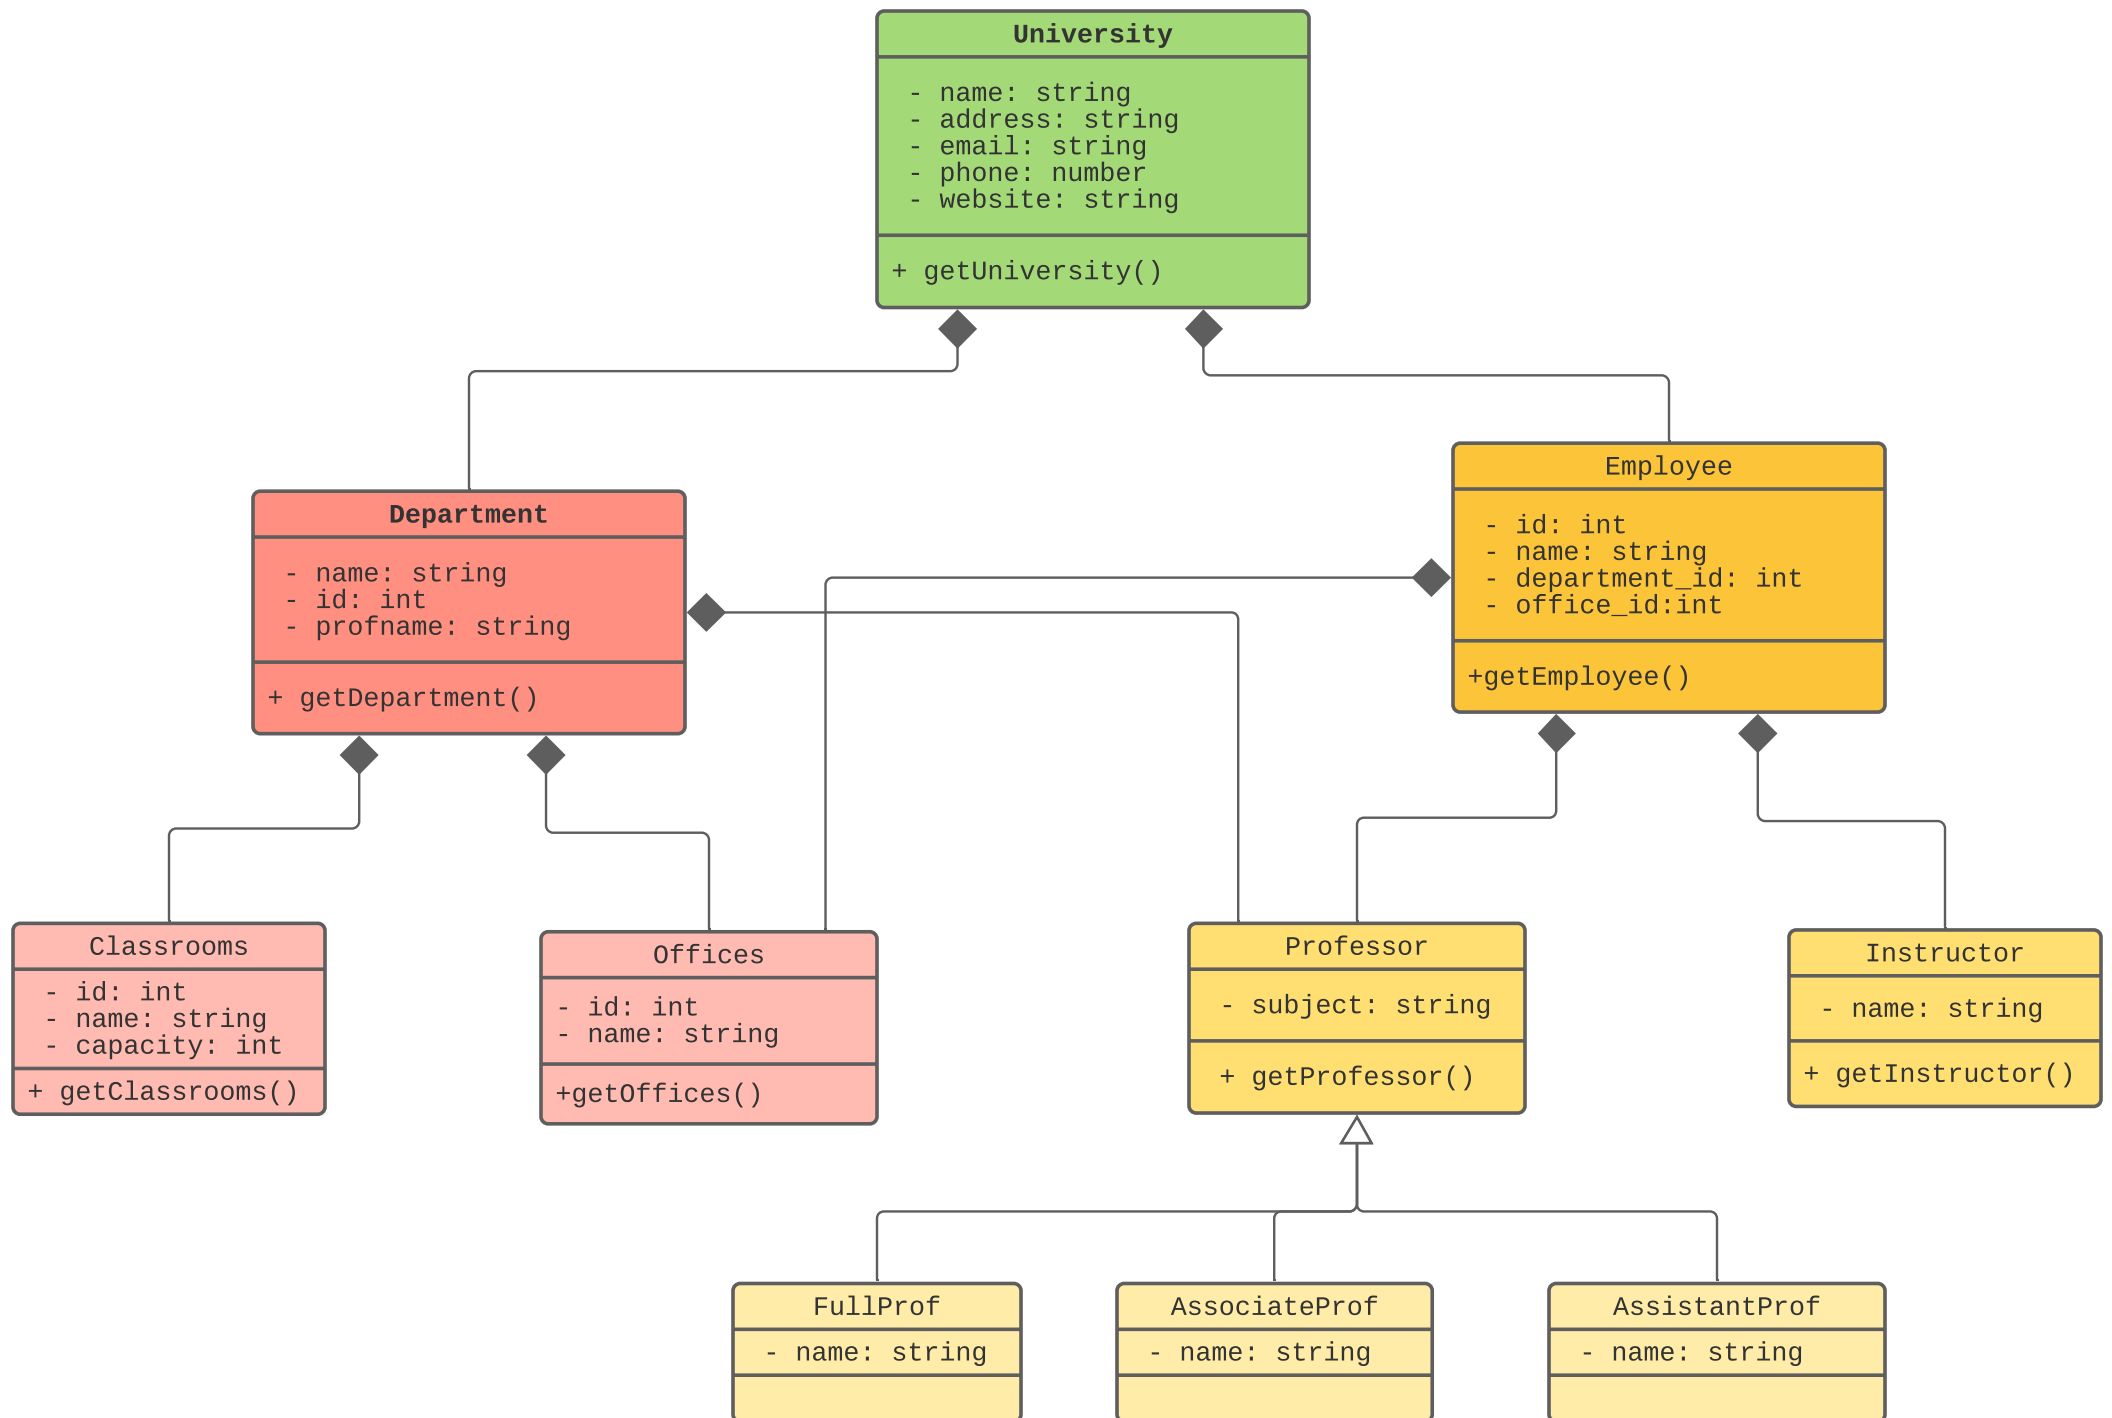 University
- name: string
- address: string
- email: string
- phone: number
- website: string
+ getUniversity()
Department
- name: string
- id: int
- profname: string
+ getDepartment()
Employee
- id: int
- name: string
- department_id: int
- office_id:int
+getEmployee()
Classrooms
- id: int
- name: string
- capacity: int
+ getClassrooms()
Offices
- id: int
- name: string
+getOffices()
Professor
- subject: string
+ getProfessor()
Instructor
- name: string
+ getInstructor()
FullProf
- name: string
AssociateProf
- name: string
AssistantProf
- name: string